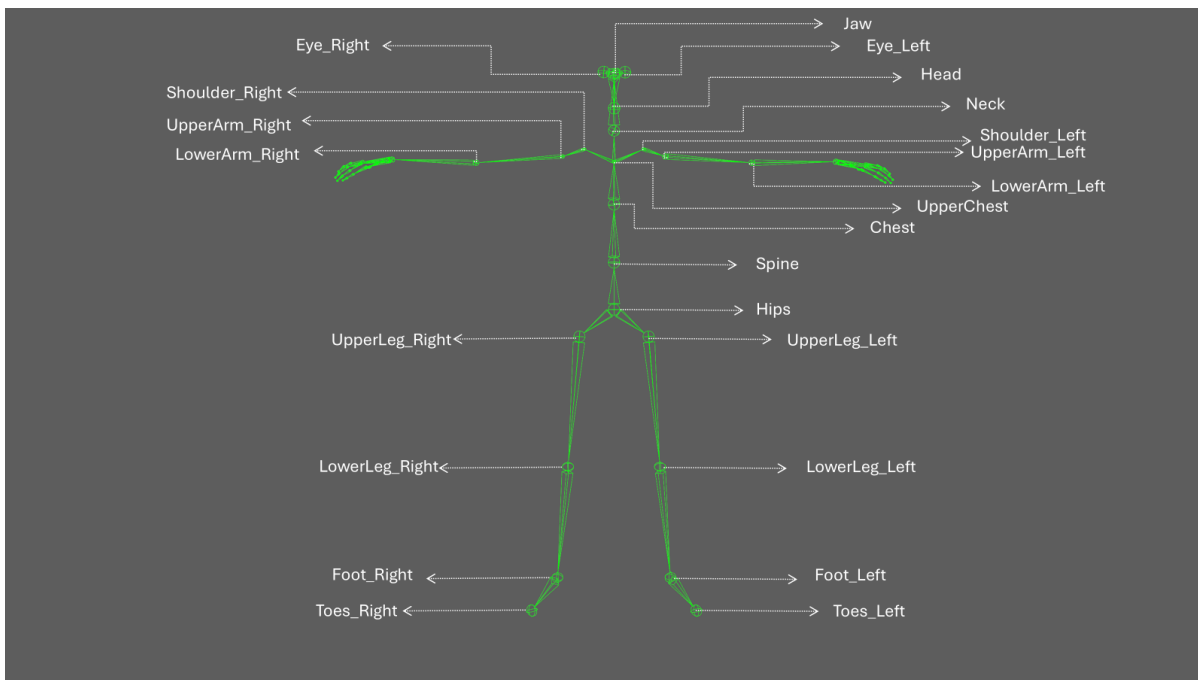 Jaw
Eye_Right
Eye_Left
Head
Shoulder_Right
Neck
UpperArm_Right
Shoulder_Left
LowerArm_Right
UpperArm_Left
LowerArm_Left
UpperChest
Chest
Spine
Hips
UpperLeg_Right
UpperLeg_Left
LowerLeg_Right
LowerLeg_Left
Foot_Right
Foot_Left
Toes_Right
Toes_Left